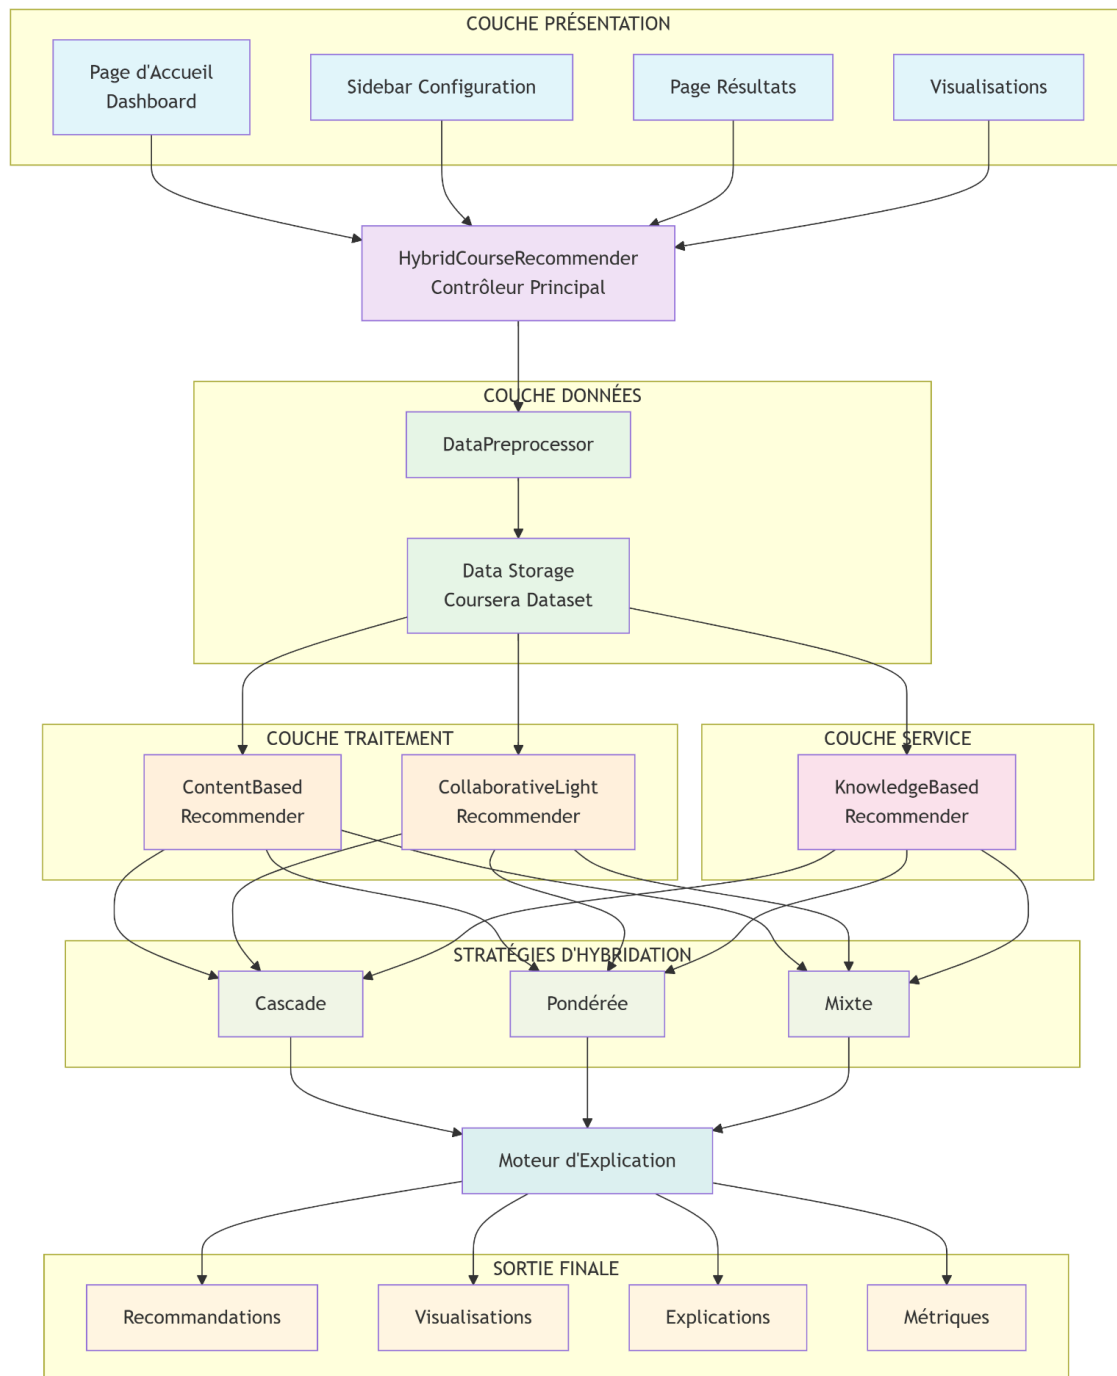 COUCHE PRÉSENTATION
Page d'Accueil
Dashboard
Sidebar Configuration
Page Résultats
Visualisations
HybridCourseRecommender
Contrôleur Principal
COUCHE DONNÉES
DataPreprocessor
Data Storage
Coursera Dataset
COUCHE TRAITEMENT
ContentBased
Recommender
CollaborativeLight
Recommender
COUCHE SERVICE
KnowledgeBased
Recommender
STRATÉGIES D'HYBRIDATION
Cascade
Pondérée
Mixte
Moteur d'Explication
SORTIE FINALE
Recommandations
Visualisations
Explications
Métriques